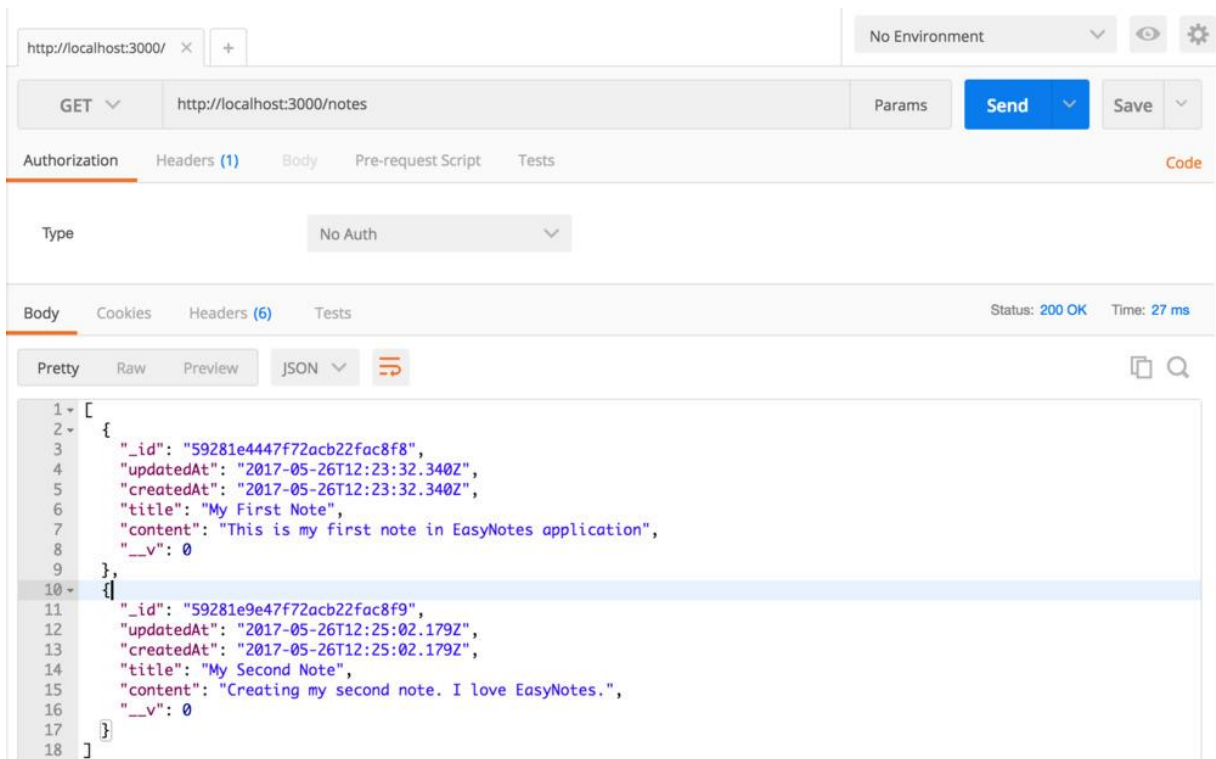 http://localhost:3000/
No Environment
GET http://localhost:3000/notes Params Send Save
Authorization Headers (1) Body Pre-request Script Tests Code
Type No Auth
Body Cookies Headers (6) Tests Status: 200 OK Time: 27 ms
Pretty Raw Preview JSON
1 [
2 {
3 "_id": "59281e4447f72acb22fac8f8",
4 "updatedAt": "2017-05-26T12:23:32.340Z",
5 "createdAt": "2017-05-26T12:23:32.340Z",
6 "title": "My First Note",
7 "content": "This is my first note in EasyNotes application",
8 "__v": 0
9 },
10 {
11 "_id": "59281e9e47f72acb22fac8f9",
12 "updatedAt": "2017-05-26T12:25:02.179Z",
13 "createdAt": "2017-05-26T12:25:02.179Z",
14 "title": "My Second Note",
15 "content": "Creating my second note. I love EasyNotes.",
16 "__v": 0
17 }
18 ]